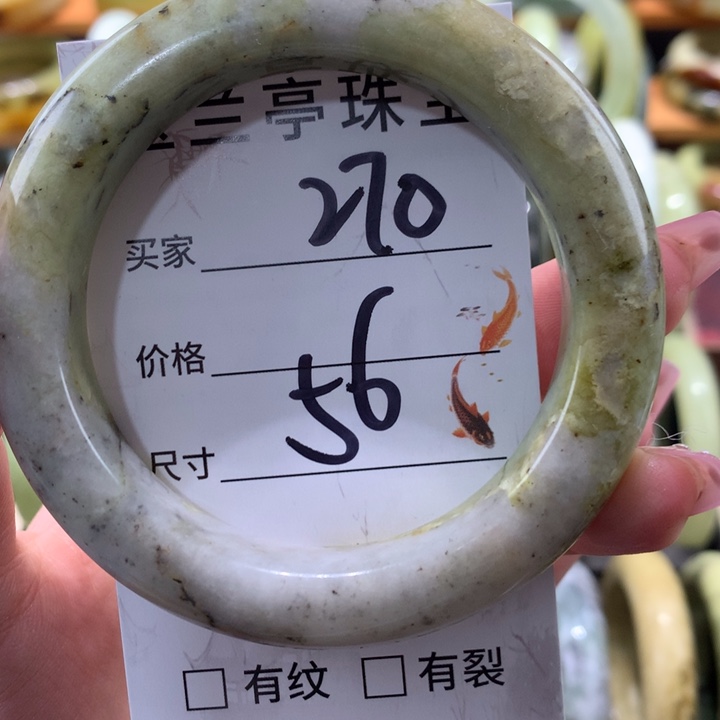 兰亭珠宝
买家 270
价格
尺寸 56
□ 有纹 □ 有裂